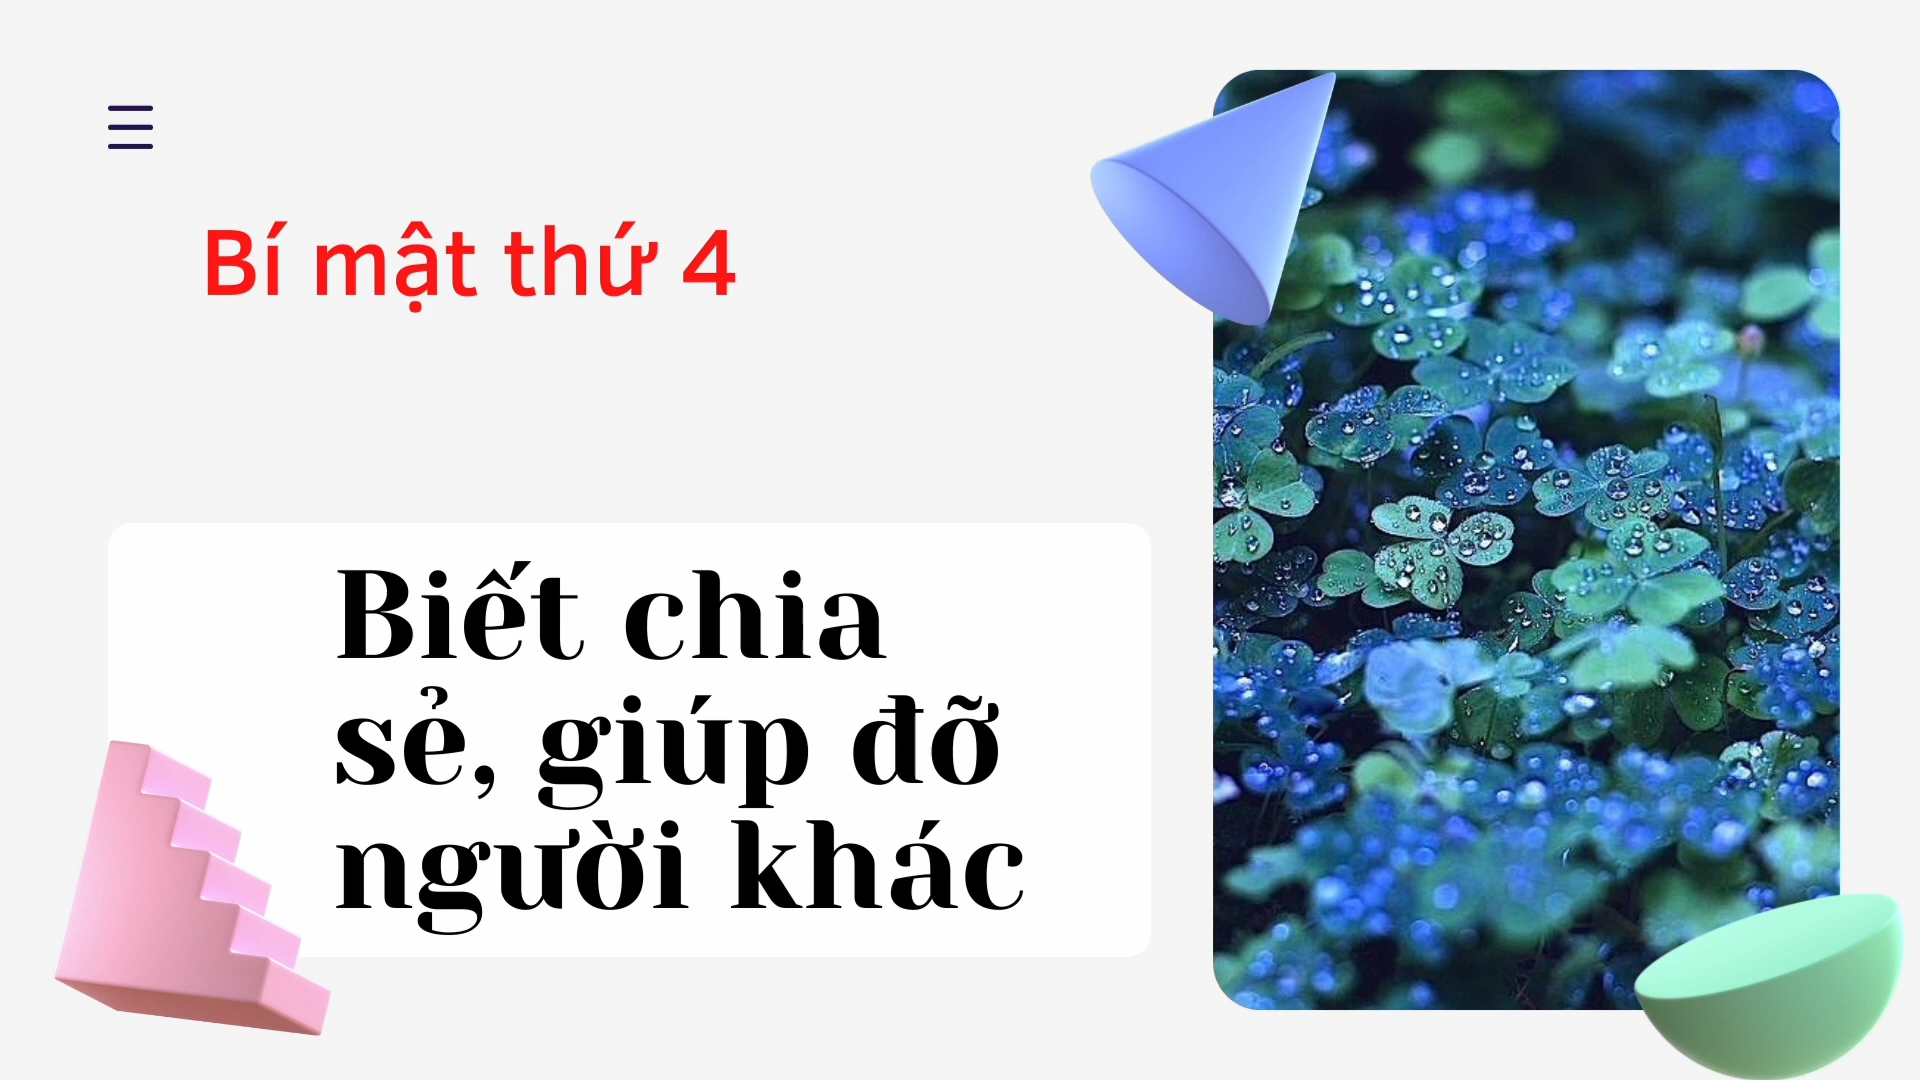 Bí mật thứ 4
Biết chia
sẻ, giúp đỡ
người khác